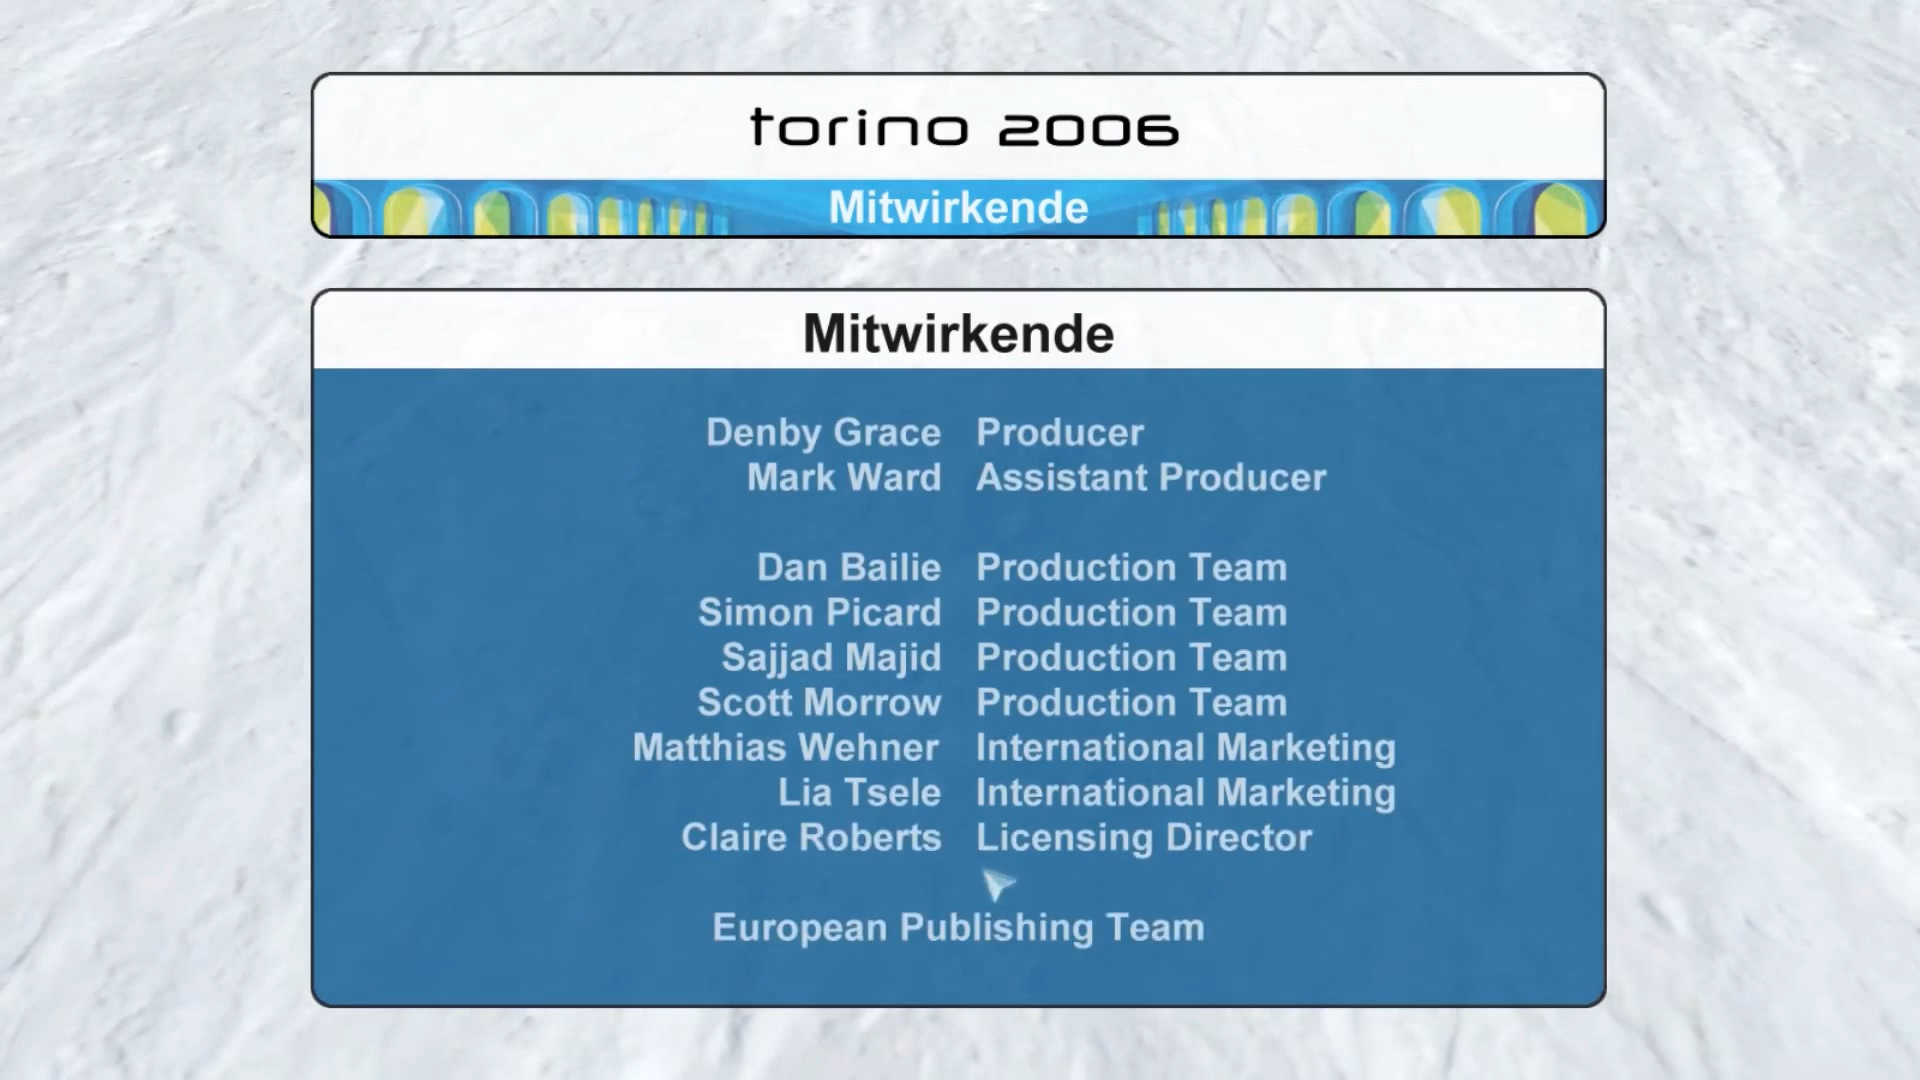 torino 2006
Mitwirkende
Mitwirkende
Denby Grace Producer
Mark Ward Assistant Producer
Dan Bailie Production Team
Simon Picard Production Team
Sajjad Majid Production Team
Scott Morrow Production Team
Matthias Wehner International Marketing
Lia Tsele International Marketing
Claire Roberts Licensing Director
European Publishing Team